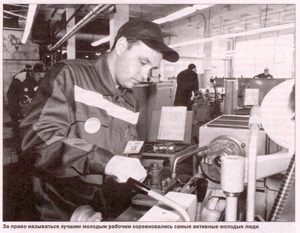 За право называться лучшим молодым рабочим соревновались самые активные молодые люди